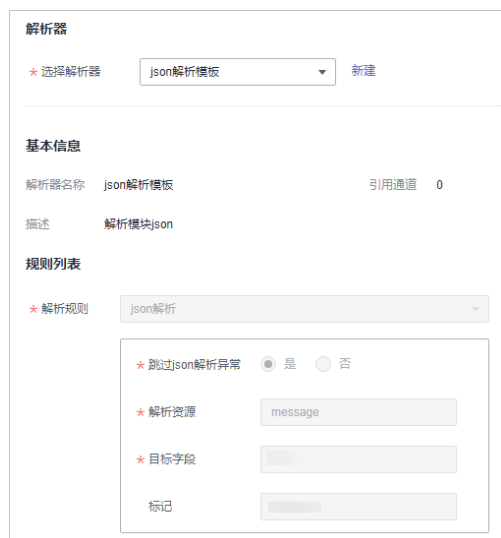 解析器
* 选择解析器 json解析模板 新建
基本信息
解析器名称 json解析模板 引用通道 0
描述 解析模块json
规则列表
* 解析规则 json解析
* 跳过json解析异常 是 否
* 解析资源 message
* 目标字段
标记